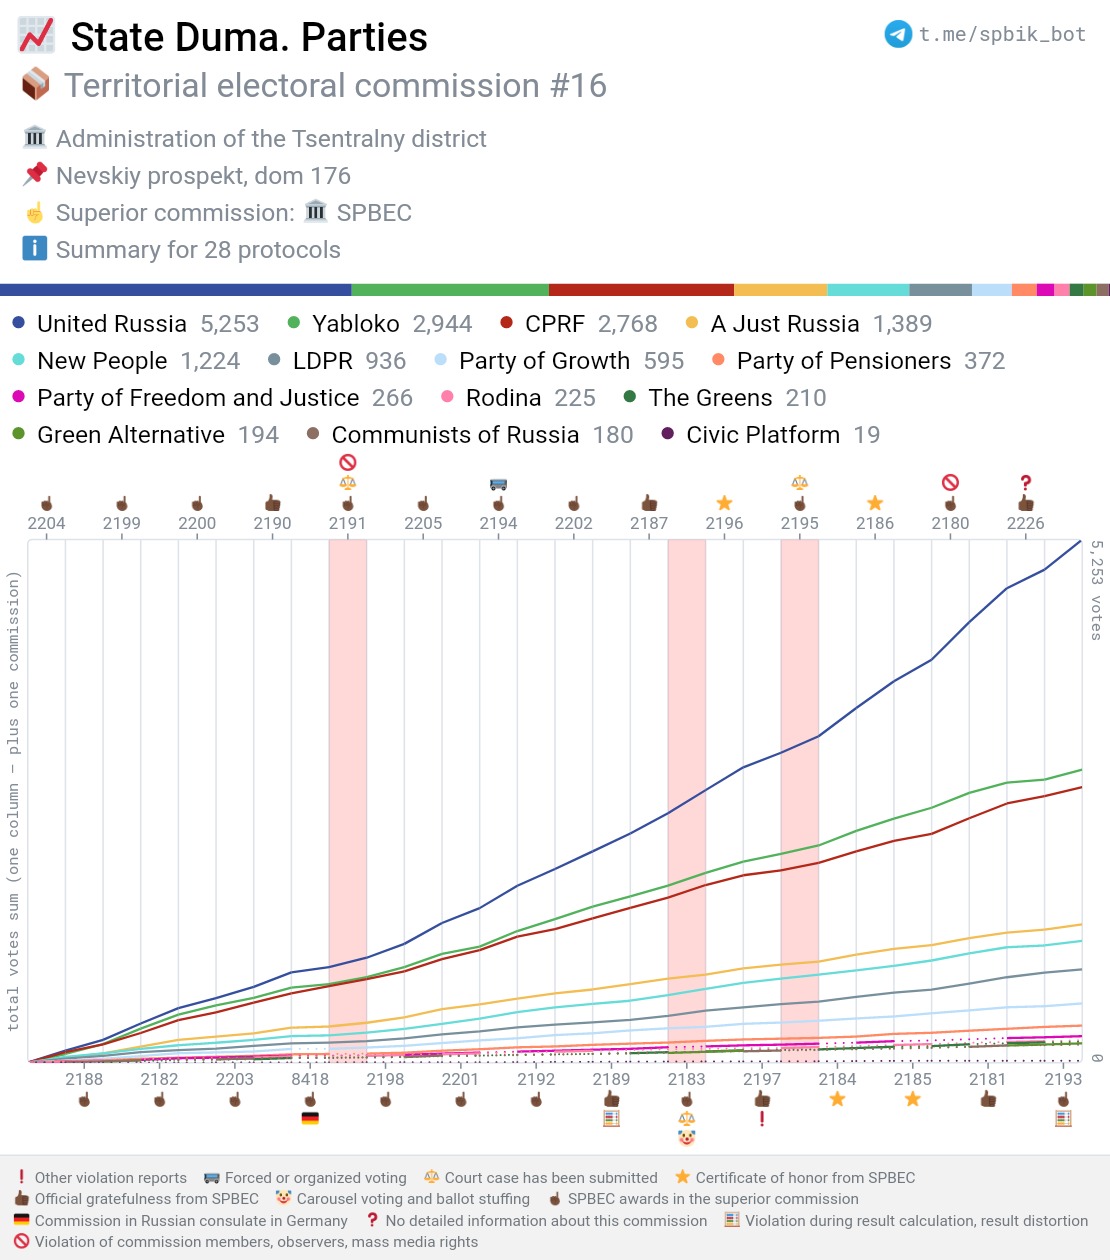 State Duma. Parties
t.me/spbik_bot
Territorial electoral commission #16
Administration of the Tsentralny district
Nevskiy prospekt, dom 176
Superior commission: SPBEC
Summary for 28 protocols
United Russia 5,253 Yabloko 2,944 CPRF 2,768 A Just Russia 1,389
New People 1,224 LDPR 936 Party of Growth 595 Party of Pensioners 372
Party of Freedom and Justice 266 Rodina 225 The Greens 210
Green Alternative 194 Communists of Russia 180 Civic Platform 19
2204 2199 2200 2190 2191 2205 2194 2202 2187 2196 2195 2186 2180 2226
total votes sum (one column – plus one commission)
5,253 votes
0
2188 2182 2203 8418 2198 2201 2192 2189 2183 2197 2184 2185 2181 2193
Other violation reports Forced or organized voting Court case has been submitted Certificate of honor from SPBEC
Official gratefulness from SPBEC Carousel voting and ballot stuffing SPBEC awards in the superior commission
Commission in Russian consulate in Germany No detailed information about this commission Violation during result calculation, result distortion
Violation of commission members, observers, mass media rights